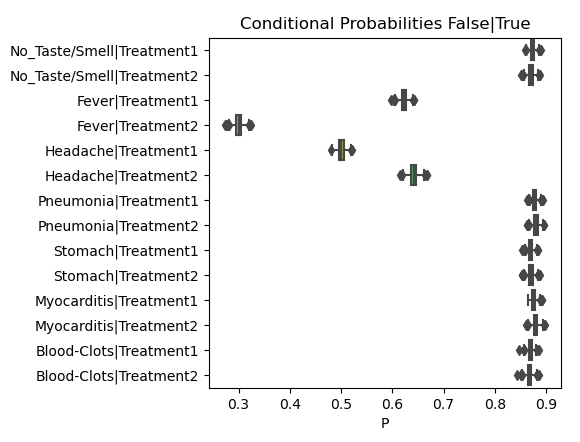 Conditional Probabilities False|True
No_Taste/Smell|Treatment1
No_Taste/Smell|Treatment2
Fever|Treatment1
Fever|Treatment2
Headache|Treatment1
Headache|Treatment2
Pneumonia|Treatment1
Pneumonia|Treatment2
Stomach|Treatment1
Stomach|Treatment2
Myocarditis|Treatment1
Myocarditis|Treatment2
Blood-Clots|Treatment1
Blood-Clots|Treatment2
0.3 0.4 0.5 0.6 0.7 0.8 0.9
P